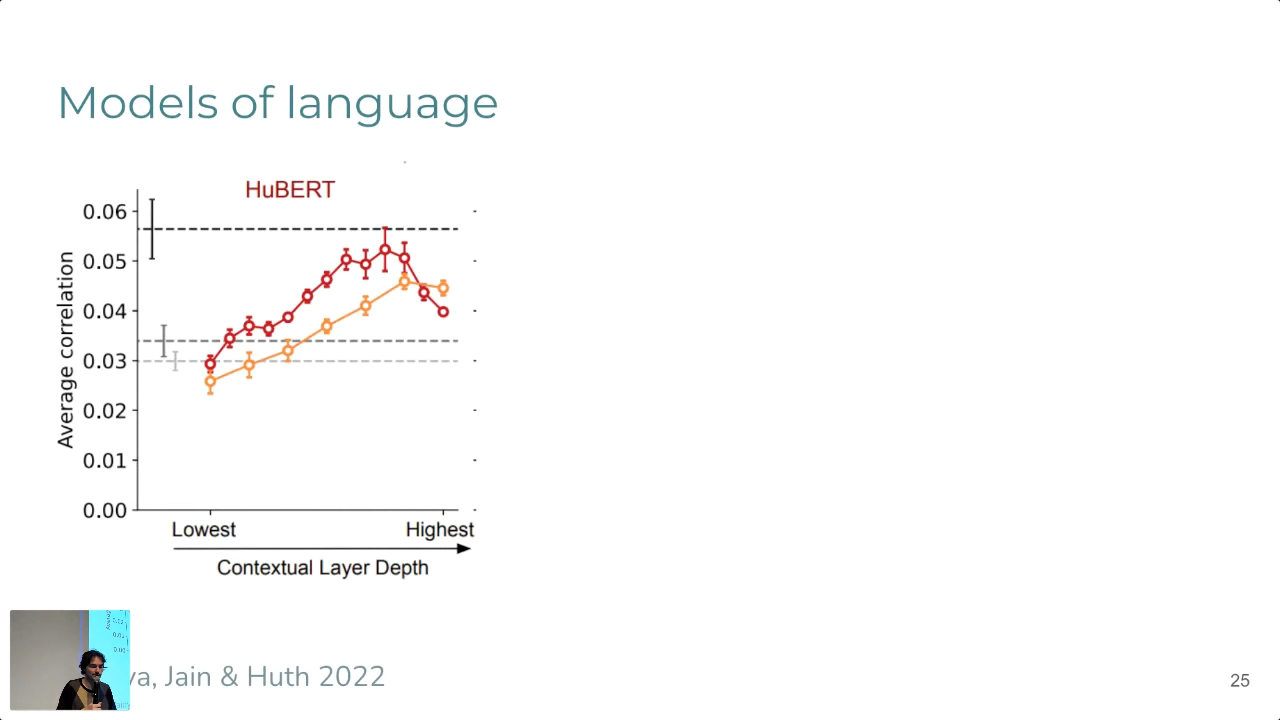 Models of language
HuBERT
0.06
0.05
0.04
0.03
0.02
0.01
0.00
Average correlation
Lowest Highest
Contextual Layer Depth
Jain & Huth 2022
25